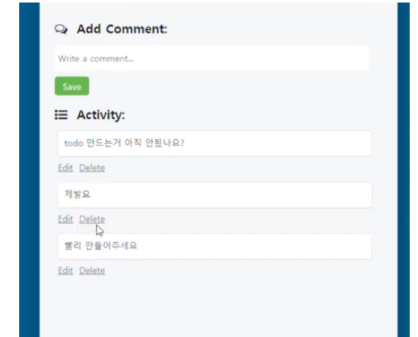 Add Comment:
Write a comment...
Save
Activity:
todo 만드는거 아직 안됬나요?
Edit Delete
제발요
Edit Delete
빨리 만들어주세요
Edit Delete